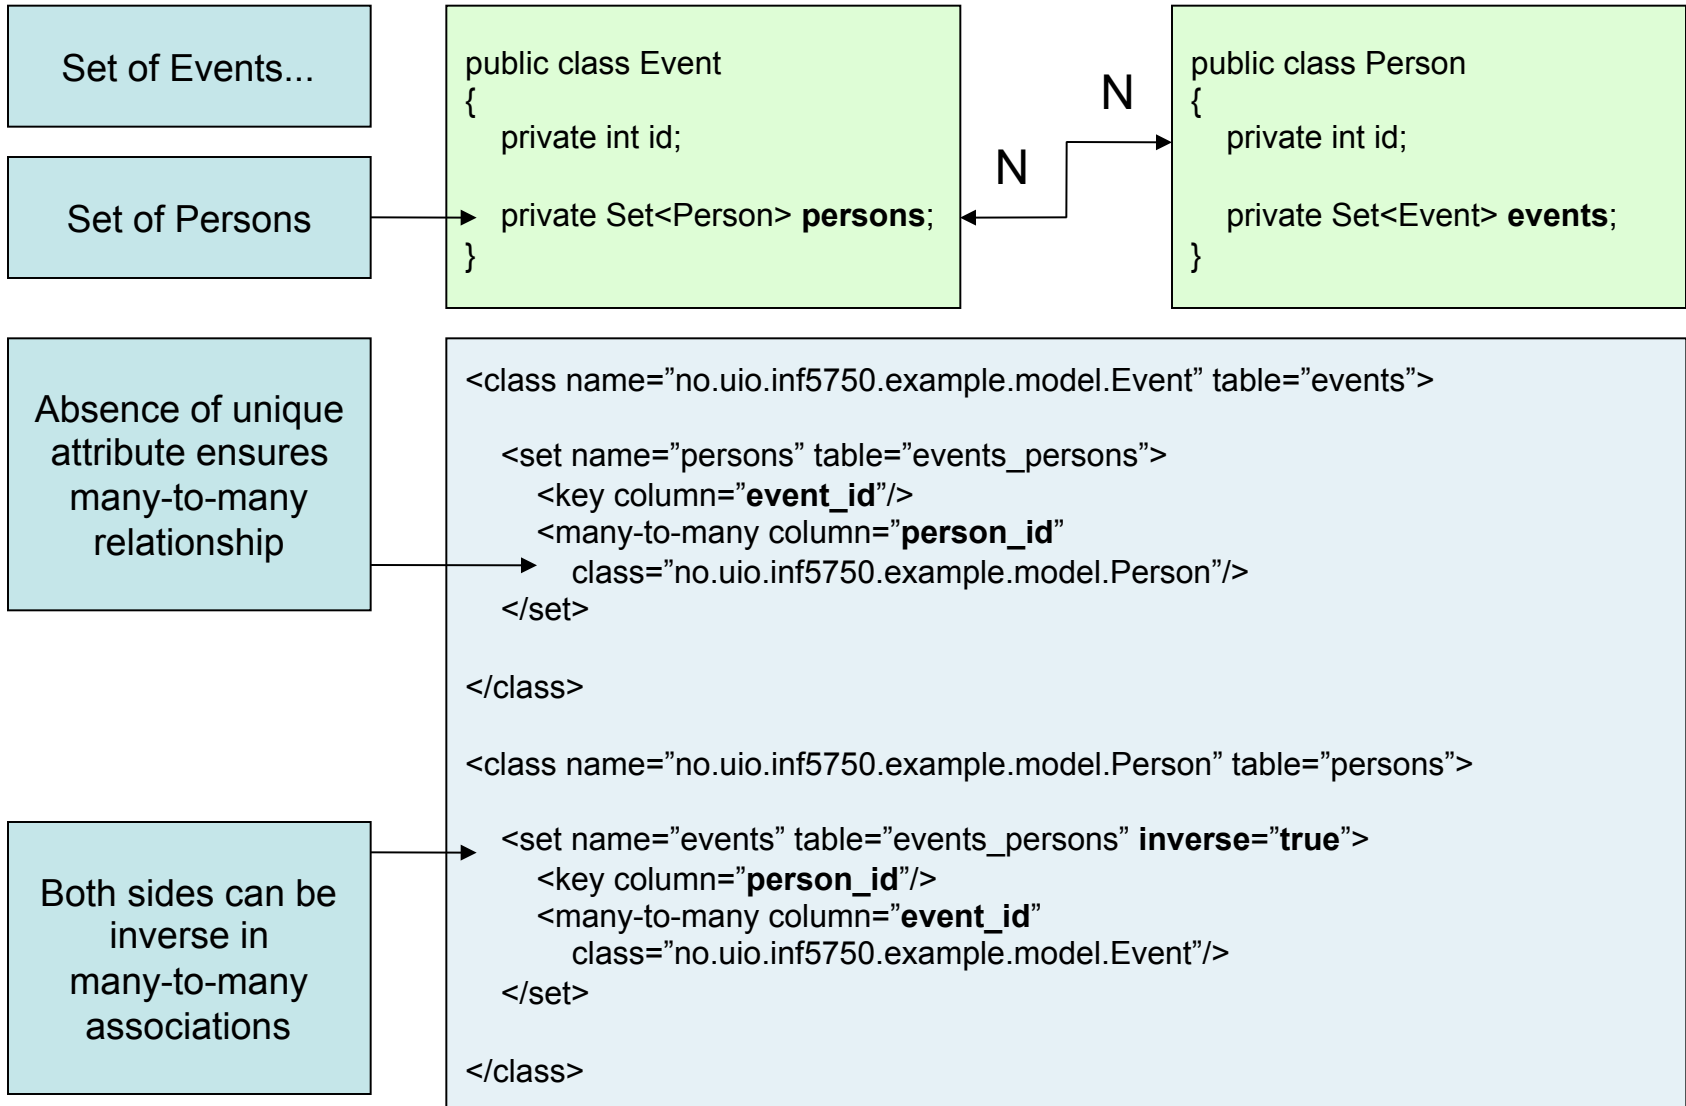 Set of Events...
Set of Persons
public class Event
{
private int id;
private Set<Person> persons;
}
N
N
public class Person
{
private int id;
private Set<Event> events;
}
Absence of unique
attribute ensures
many-to-many
relationship
Both sides can be
inverse in
many-to-many
associations
<class name=”no.uio.inf5750.example.model.Event” table=”events”>
<set name=”persons” table=”events_persons”>
<key column=”event_id”/>
<many-to-many column=”person_id”
class=”no.uio.inf5750.example.model.Person”/>
</set>
</class>
<class name=”no.uio.inf5750.example.model.Person” table=”persons”>
<set name=”events” table=”events_persons” inverse=”true”>
<key column=”person_id”/>
<many-to-many column=”event_id”
class=”no.uio.inf5750.example.model.Event”/>
</set>
</class>